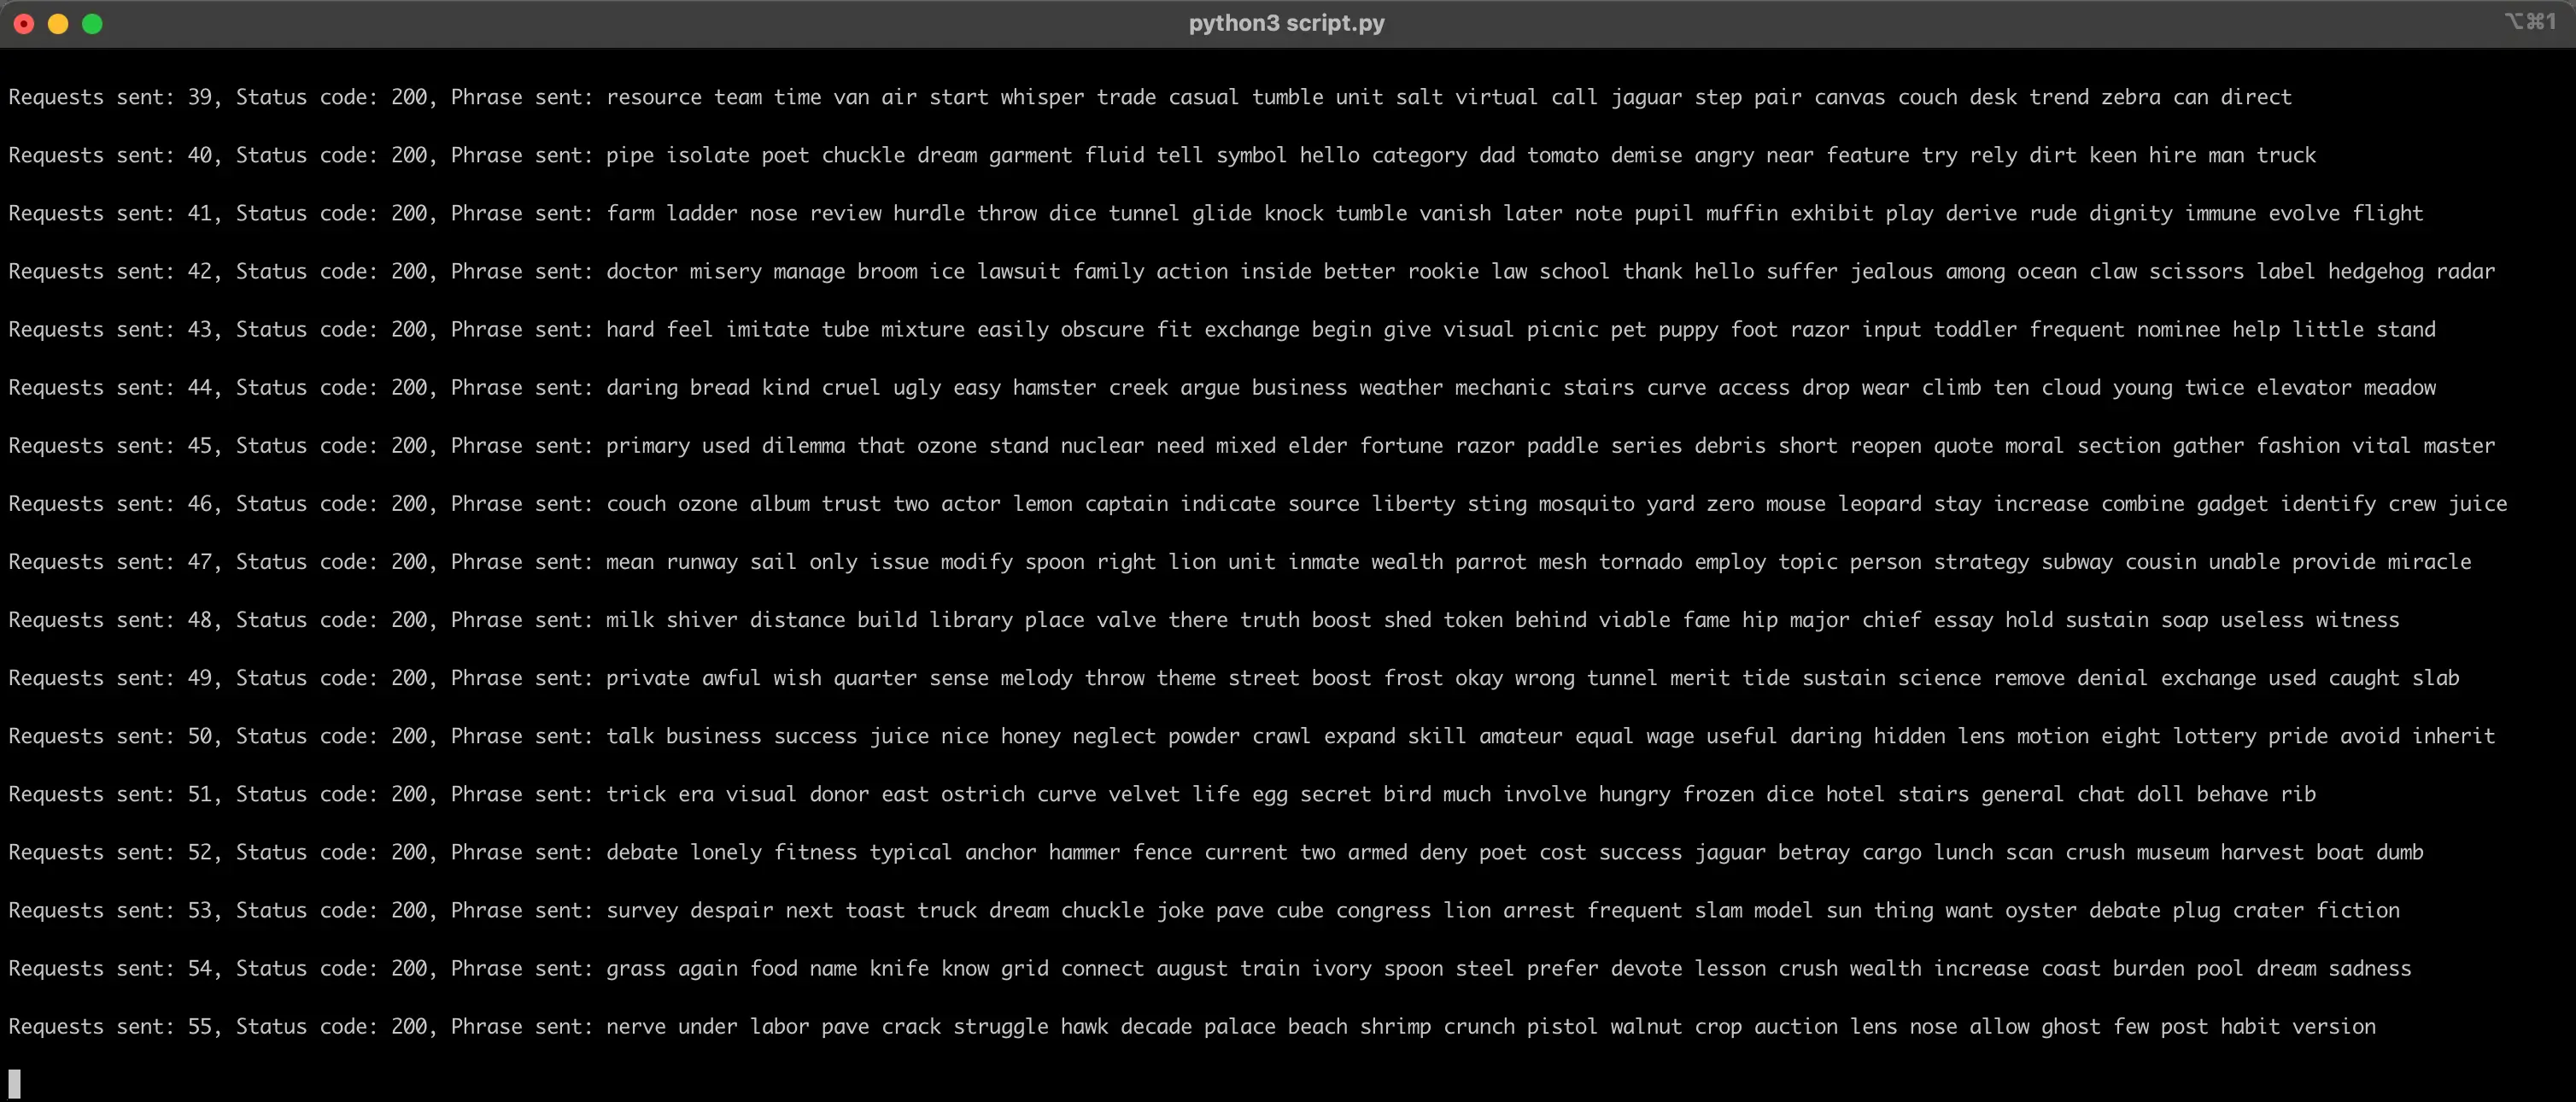 python3 script.py
⌥⌘1
Requests sent: 39, Status code: 200, Phrase sent: resource team time van air start whisper trade casual tumble unit salt virtual call jaguar step pair canvas couch desk trend zebra can direct
Requests sent: 40, Status code: 200, Phrase sent: pipe isolate poet chuckle dream garment fluid tell symbol hello category dad tomato demise angry near feature try rely dirt keen hire man truck
Requests sent: 41, Status code: 200, Phrase sent: farm ladder nose review hurdle throw dice tunnel glide knock tumble vanish later note pupil muffin exhibit play derive rude dignity immune evolve flight
Requests sent: 42, Status code: 200, Phrase sent: doctor misery manage broom ice lawsuit family action inside better rookie law school thank hello suffer jealous among ocean claw scissors label hedgehog radar
Requests sent: 43, Status code: 200, Phrase sent: hard feel imitate tube mixture easily obscure fit exchange begin give visual picnic pet puppy foot razor input toddler frequent nominee help little stand
Requests sent: 44, Status code: 200, Phrase sent: daring bread kind cruel ugly easy hamster creek argue business weather mechanic stairs curve access drop wear climb ten cloud young twice elevator meadow
Requests sent: 45, Status code: 200, Phrase sent: primary used dilemma that ozone stand nuclear need mixed elder fortune razor paddle series debris short reopen quote moral section gather fashion vital master
Requests sent: 46, Status code: 200, Phrase sent: couch ozone album trust two actor lemon captain indicate source liberty sting mosquito yard zero mouse leopard stay increase combine gadget identify crew juice
Requests sent: 47, Status code: 200, Phrase sent: mean runway sail only issue modify spoon right lion unit inmate wealth parrot mesh tornado employ topic person strategy subway cousin unable provide miracle
Requests sent: 48, Status code: 200, Phrase sent: milk shiver distance build library place valve there truth boost shed token behind viable fame hip major chief essay hold sustain soap useless witness
Requests sent: 49, Status code: 200, Phrase sent: private awful wish quarter sense melody throw theme street boost frost okay wrong tunnel merit tide sustain science remove denial exchange used caught slab
Requests sent: 50, Status code: 200, Phrase sent: talk business success juice nice honey neglect powder crawl expand skill amateur equal wage useful daring hidden lens motion eight lottery pride avoid inherit
Requests sent: 51, Status code: 200, Phrase sent: trick era visual donor east ostrich curve velvet life egg secret bird much involve hungry frozen dice hotel stairs general chat doll behave rib
Requests sent: 52, Status code: 200, Phrase sent: debate lonely fitness typical anchor hammer fence current two armed deny poet cost success jaguar betray cargo lunch scan crush museum harvest boat dumb
Requests sent: 53, Status code: 200, Phrase sent: survey despair next toast truck dream chuckle joke pave cube congress lion arrest frequent slam model sun thing want oyster debate plug crater fiction
Requests sent: 54, Status code: 200, Phrase sent: grass again food name knife know grid connect august train ivory spoon steel prefer devote lesson crush wealth increase coast burden pool dream sadness
Requests sent: 55, Status code: 200, Phrase sent: nerve under labor pave crack struggle hawk decade palace beach shrimp crunch pistol walnut crop auction lens nose allow ghost few post habit version